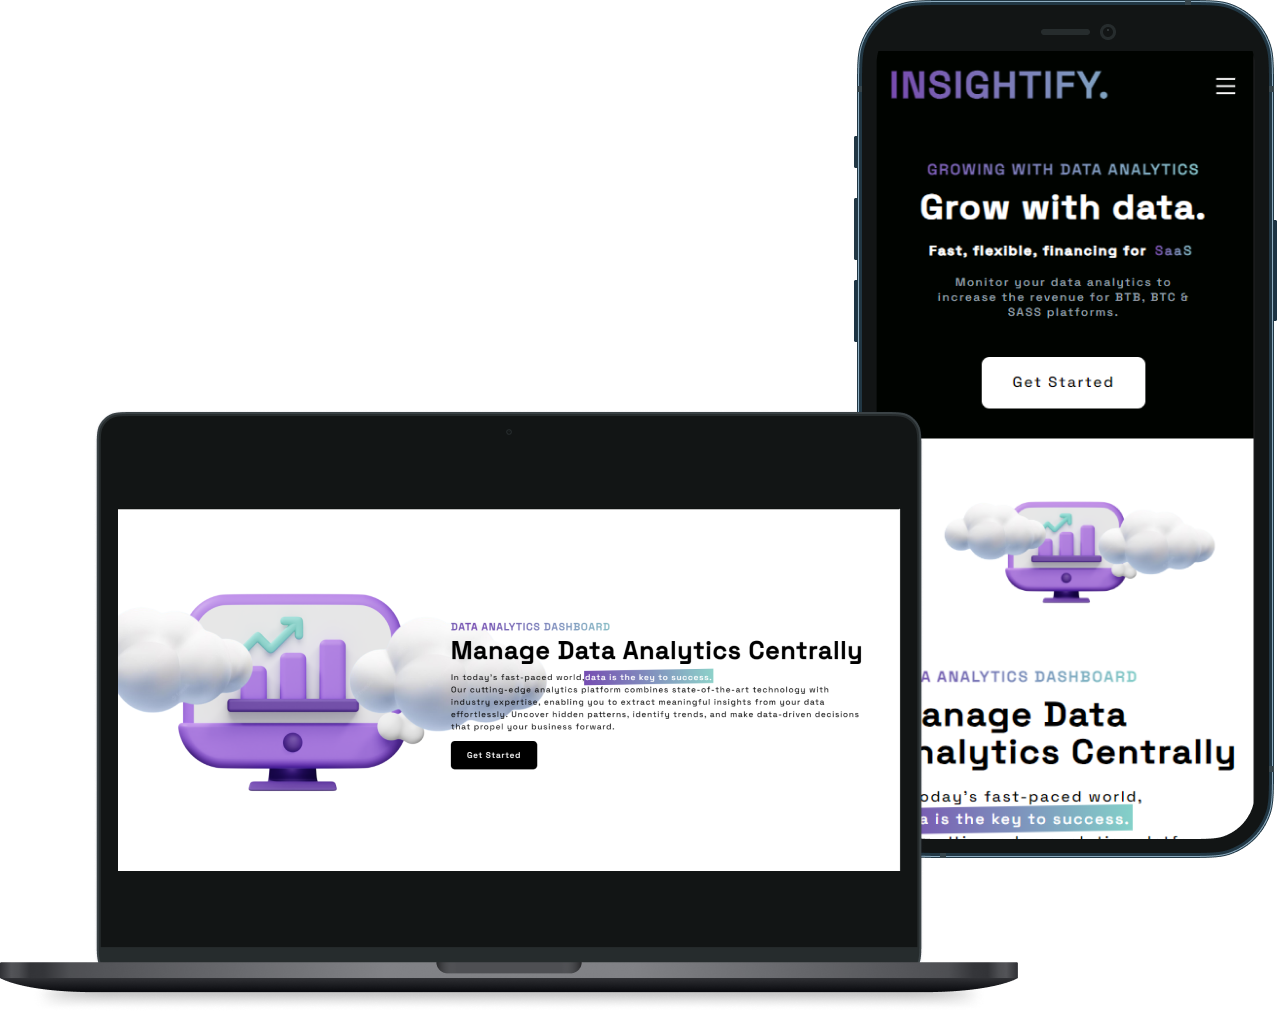 INSIGHTIFY.
GROWING WITH DATA ANALYTICS
Grow with data.
Fast, flexible, financing for SaaS
Monitor your data analytics to
increase the revenue for BTB, BTC &
SASS platforms.
Get Started
A ANALYTICS DASHBOARD
anage Data
nalytics Centrally
oday's fast-paced world,
a is the key to success.
DATA ANALYTICS DASHBOARD
Manage Data Analytics Centrally
In today's fast-paced world,data is the key to success.
Our cutting-edge analytics platform combines state-of-the-art technology with
industry expertise, enabling you to extract meaningful insights from your data
effortlessly. Uncover hidden patterns, identify trends, and make data-driven decisions
that propel your business forward.
Get Started